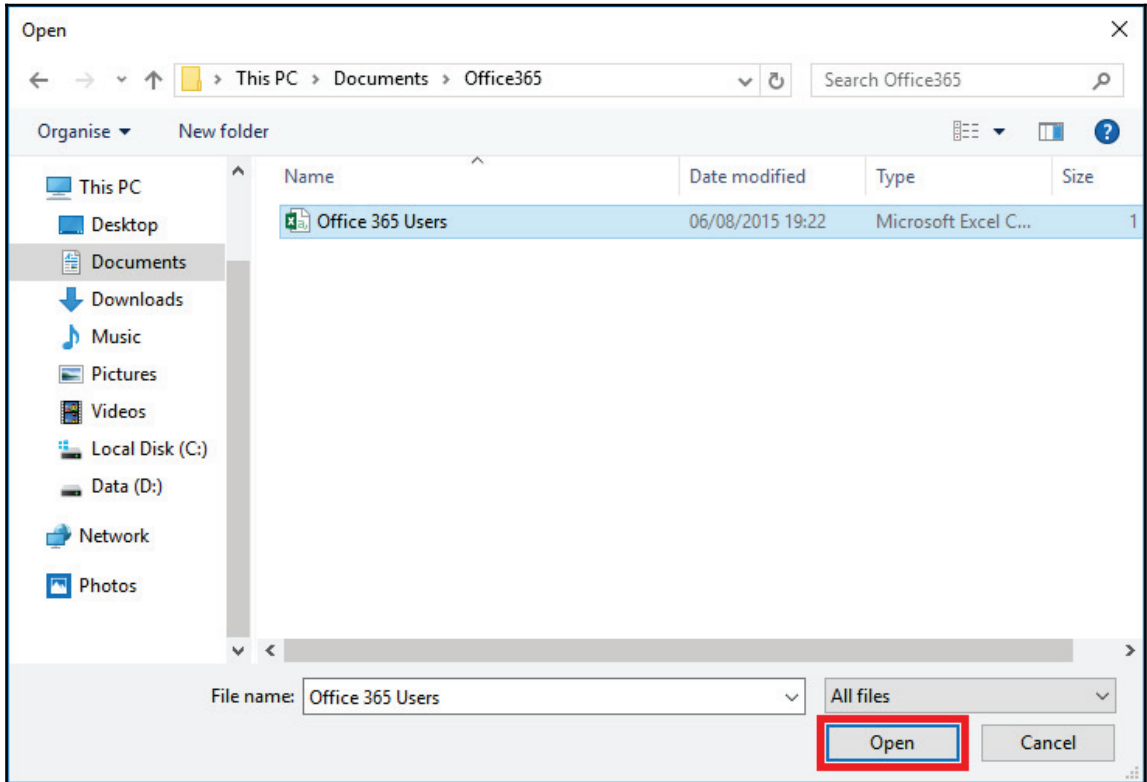 Open
This PC > Documents > Office365
Search Office365
Organise
New folder
?
Name
Date modified
Type
Size
Office 365 Users
06/08/2015 19:22
Microsoft Excel C...
1
This PC
Desktop
Documents
Downloads
Music
Pictures
Videos
Local Disk (C:)
Data (D:)
Network
Photos
File name: Office 365 Users
All files
Open
Cancel